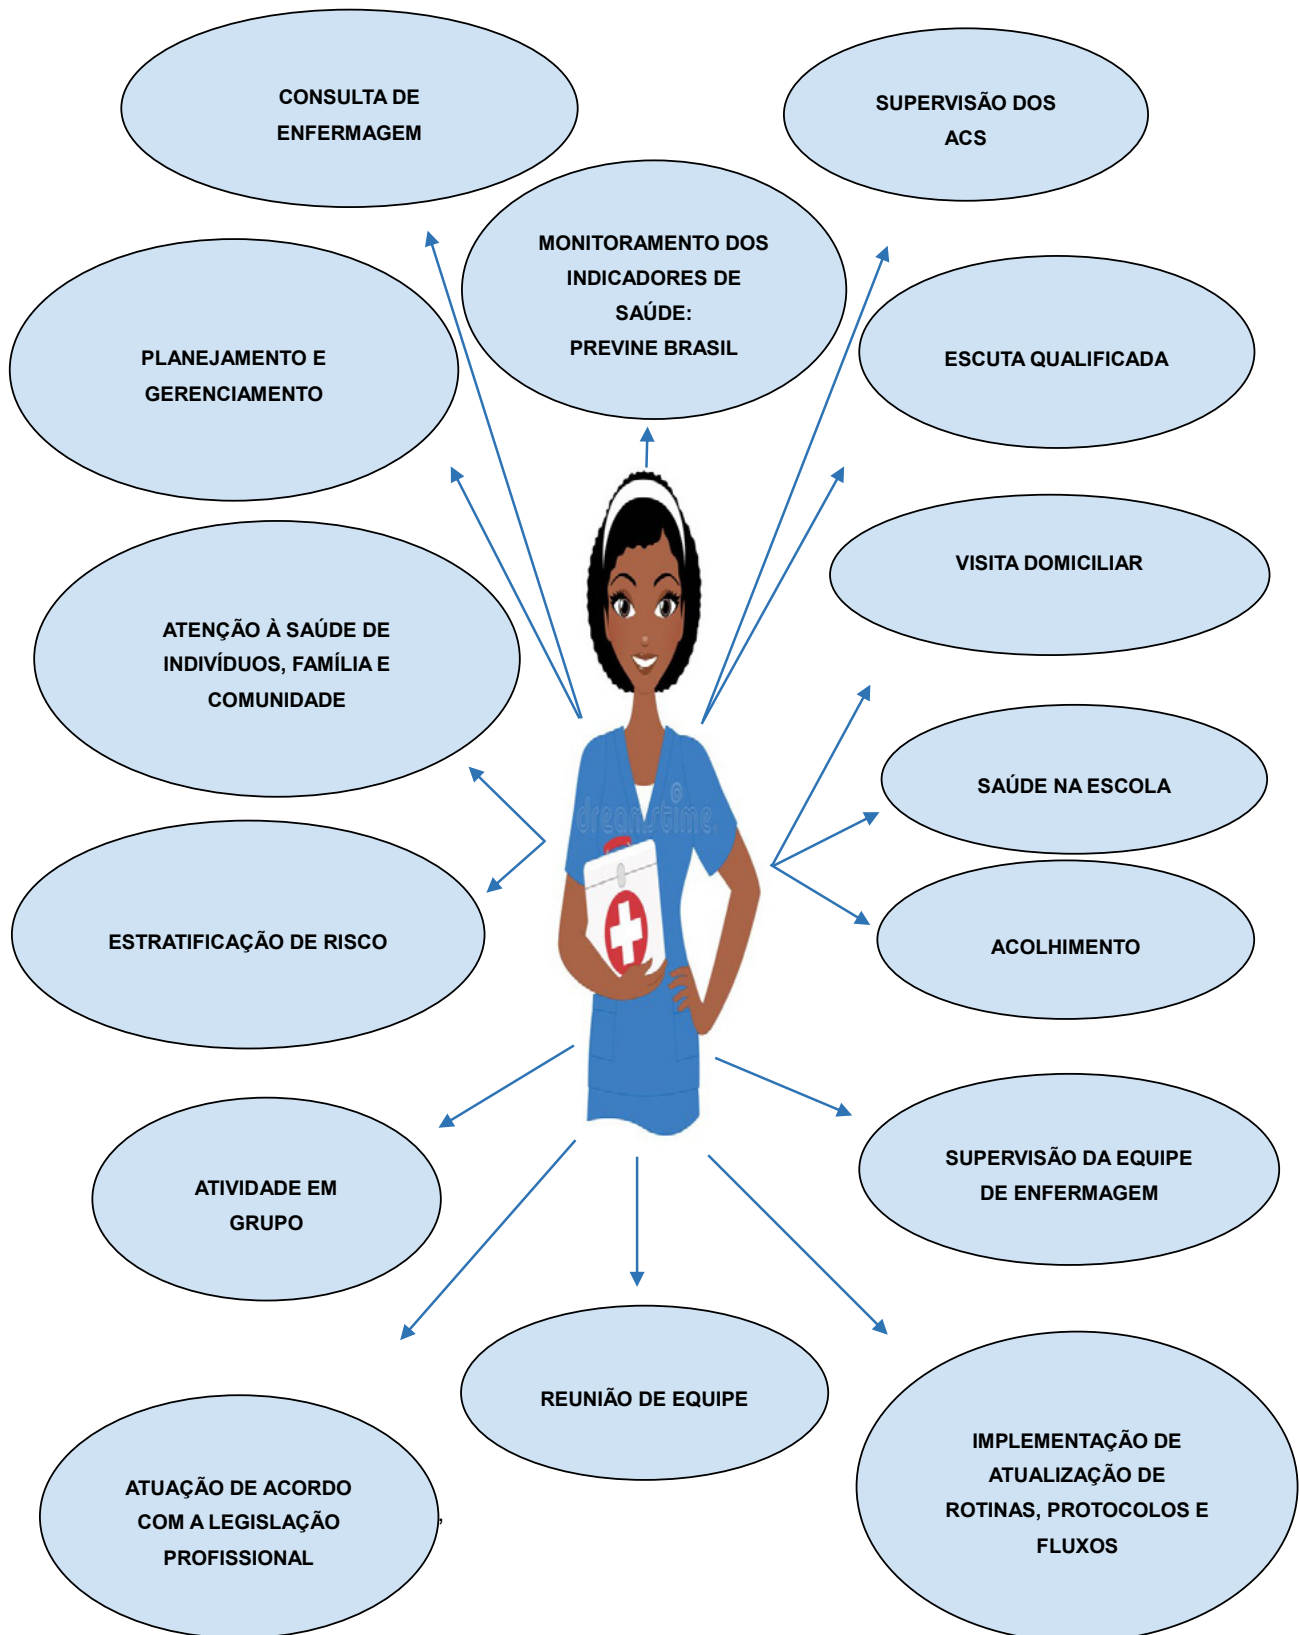 CONSULTA DE
ENFERMAGEM
SUPERVISÃO DOS
ACS
MONITORAMENTO DOS
INDICADORES DE
SAÚDE:
PREVINE BRASIL
PLANEJAMENTO E
GERENCIAMENTO
ESCUTA QUALIFICADA
VISITA DOMICILIAR
ATENÇÃO À SAÚDE DE
INDIVÍDUOS, FAMÍLIA E
COMUNIDADE
SAÚDE NA ESCOLA
dreamstime.
ESTRATIFICAÇÃO DE RISCO
ACOLHIMENTO
SUPERVISÃO DA EQUIPE
DE ENFERMAGEM
ATIVIDADE EM
GRUPO
REUNIÃO DE EQUIPE
IMPLEMENTAÇÃO DE
ATUALIZAÇÃO DE
ROTINAS, PROTOCOLOS E
FLUXOS
ATUAÇÃO DE ACORDO
COM A LEGISLAÇÃO ,
PROFISSIONAL